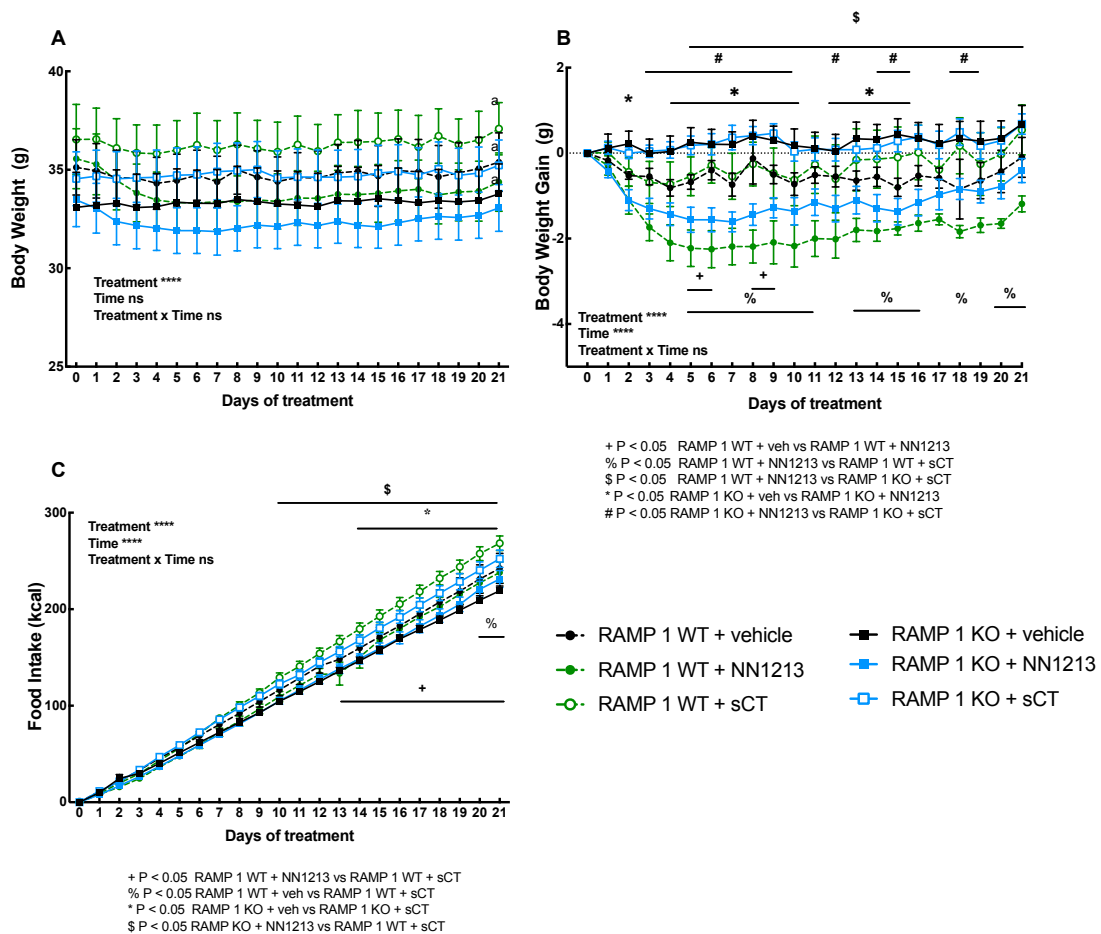 A
Body Weight (g)
40
35
30
25
a
a
a
Treatment ****
Time ns
Treatment x Time ns
0 1 2 3 4 5 6 7 8 9 10 11 12 13 14 15 16 17 18 19 20 21
Days of treatment
B
Body Weight Gain (g)
$
# # # #
* * *
2
0
-2
-4
+ +
% % % %
Treatment ****
Time ****
Treatment x Time ns
0 1 2 3 4 5 6 7 8 9 10 11 12 13 14 15 16 17 18 19 20 21
Days of treatment
+ P < 0.05 RAMP 1 WT + veh vs RAMP 1 WT + NN1213
% P < 0.05 RAMP 1 WT + NN1213 vs RAMP 1 WT + sCT
$ P < 0.05 RAMP 1 WT + NN1213 vs RAMP 1 KO + sCT
* P < 0.05 RAMP 1 KO + veh vs RAMP 1 KO + NN1213
# P < 0.05 RAMP 1 KO + NN1213 vs RAMP 1 KO + sCT
C
Food Intake (kcal)
$
*
%
+
300
200
100
0
Treatment ****
Time ****
Treatment x Time ns
0 1 2 3 4 5 6 7 8 9 10 11 12 13 14 15 16 17 18 19 20 21
Days of treatment
+ P < 0.05 RAMP 1 WT + NN1213 vs RAMP 1 WT + sCT
% P < 0.05 RAMP 1 WT + veh vs RAMP 1 WT + sCT
* P < 0.05 RAMP 1 KO + veh vs RAMP 1 KO + sCT
$ P < 0.05 RAMP KO + NN1213 vs RAMP 1 WT + sCT
RAMP 1 WT + vehicle
RAMP 1 WT + NN1213
RAMP 1 WT + sCT
RAMP 1 KO + vehicle
RAMP 1 KO + NN1213
RAMP 1 KO + sCT